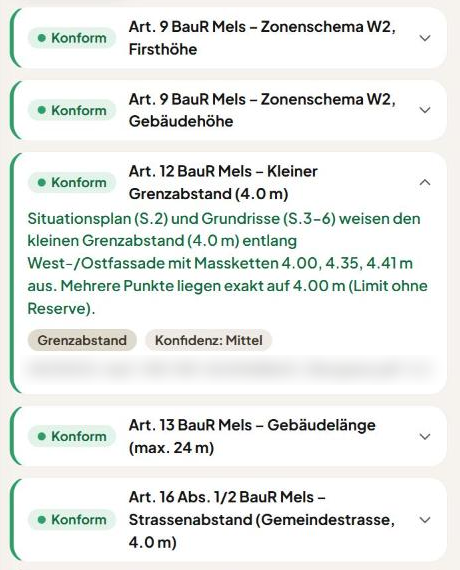 Konform
Art. 9 BauR Mels – Zonenschema W2,
Firsthöhe
Konform
Art. 9 BauR Mels – Zonenschema W2,
Gebäudehöhe
Konform
Art. 12 BauR Mels – Kleiner
Grenzabstand (4.0 m)
Situationsplan (S.2) und Grundrisse (S.3–6) weisen den
kleinen Grenzabstand (4.0 m) entlang
West-/Ostfassade mit Massketten 4.00, 4.35, 4.41 m
aus. Mehrere Punkte liegen exakt auf 4.00 m (Limit ohne
Reserve).
Grenzabstand
Konfidenz: Mittel
Konform
Art. 13 BauR Mels – Gebäudelänge
(max. 24 m)
Konform
Art. 16 Abs. 1/2 BauR Mels –
Strassenabstand (Gemeindestrasse,
4.0 m)